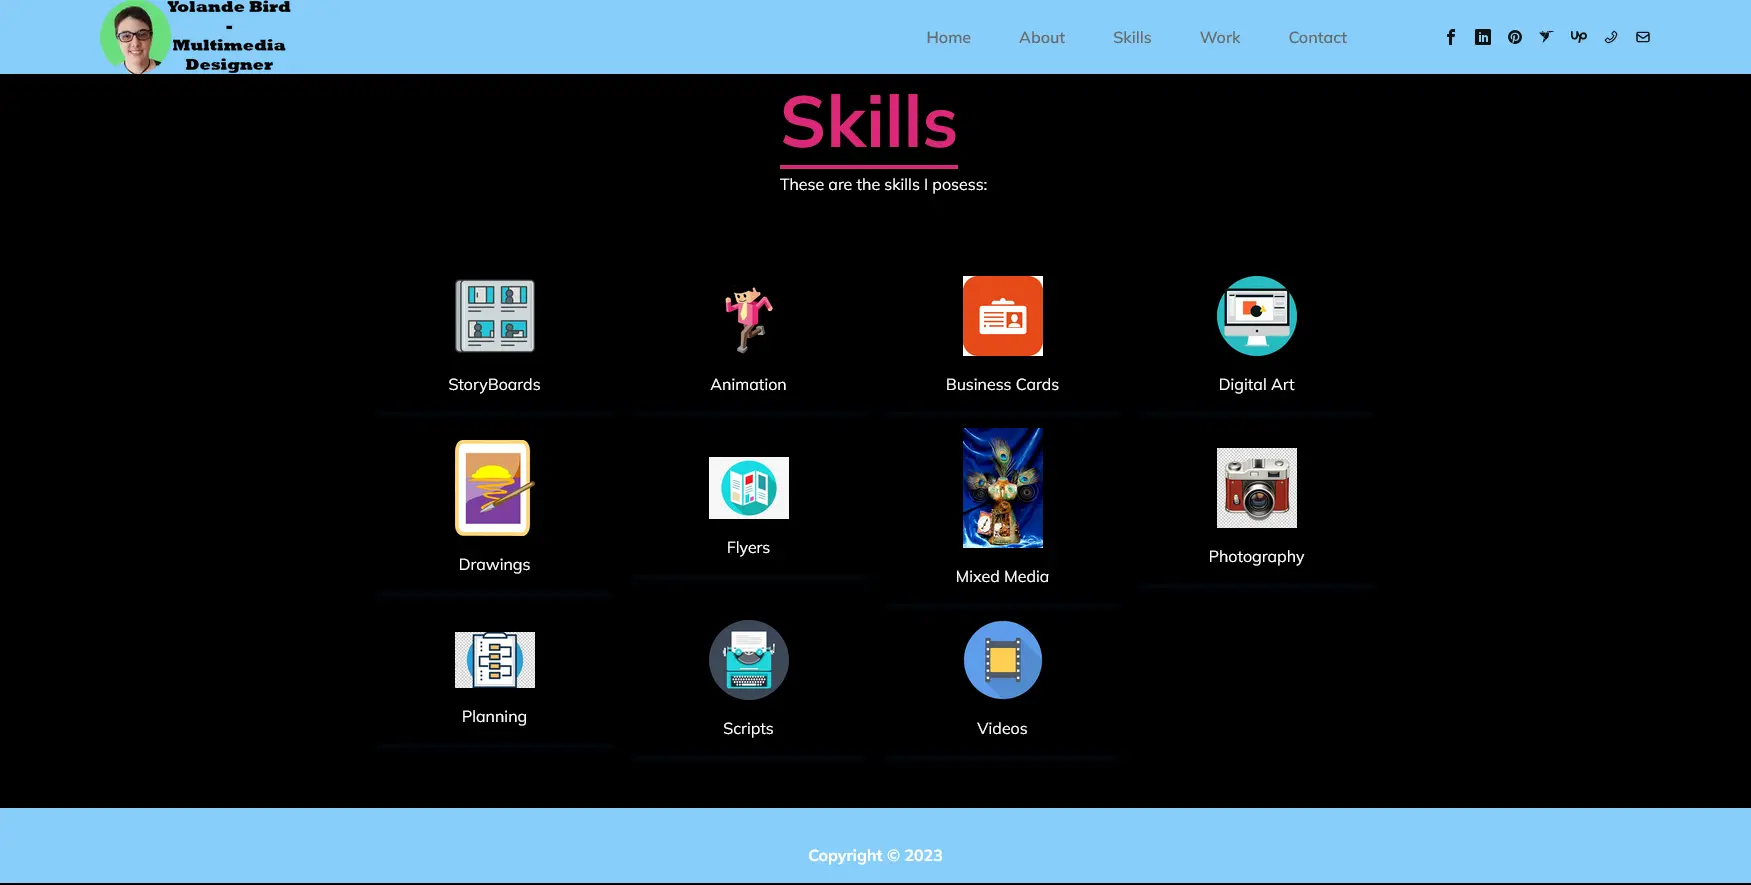 Yolande Bird
-
Multimedia
Designer
Home About Skills Work Contact
Skills
These are the skills I posess:
StoryBoards Animation Business Cards Digital Art
Drawings Flyers Mixed Media Photography
Planning Scripts Videos
Copyright © 2023